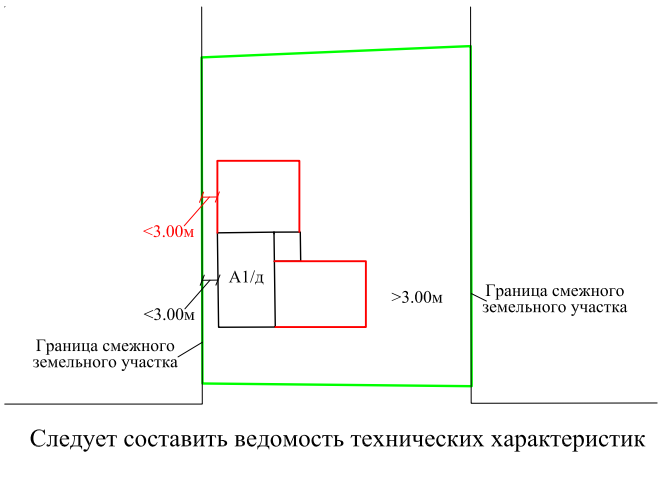 <3.00м
А1/д
<3.00м
>3.00м
Граница смежного
земельного участка
Граница смежного
земельного участка
Следует составить ведомость технических характеристик